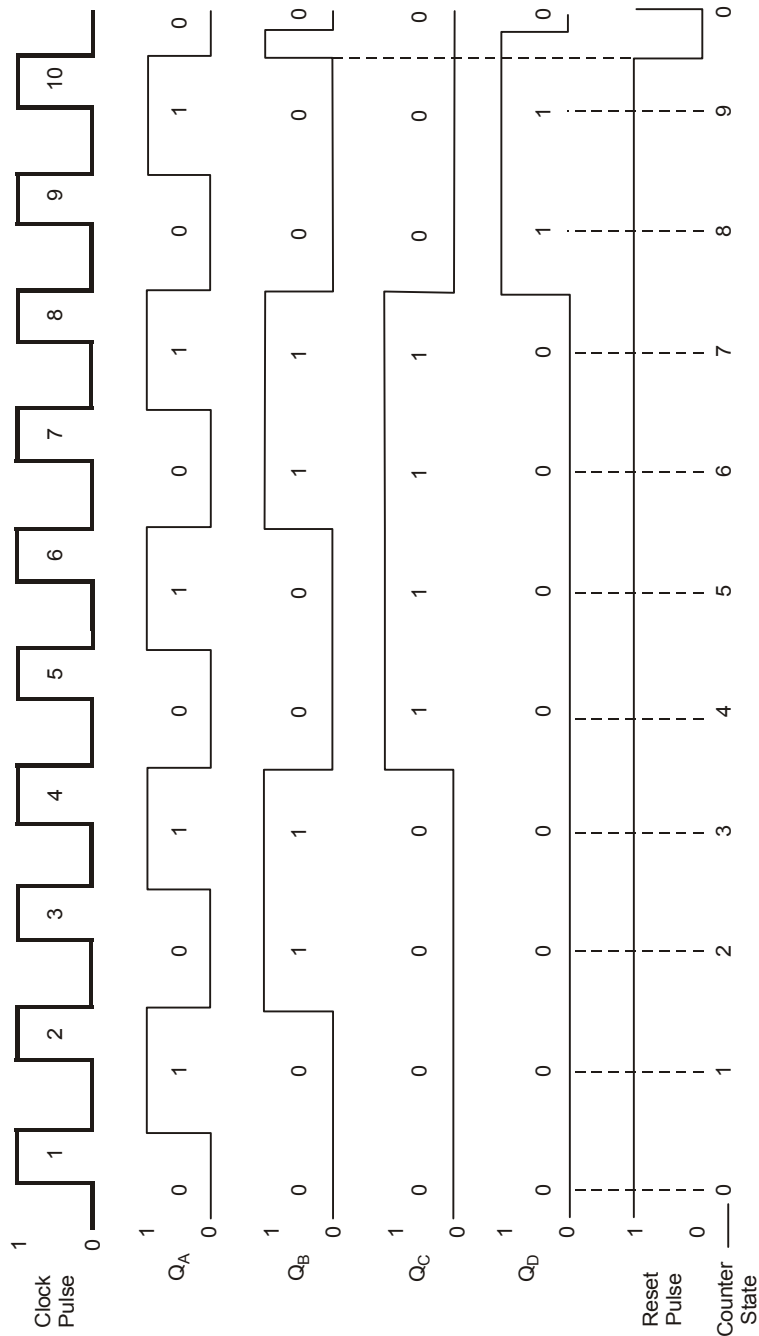 1
Clock
Pulse
1 2 3 4 5 6 7 8 9 10
0
1
Q_A
0 1 0 1 0 1 0 1 0 1 0
0
1
Q_B
0 0 1 1 0 0 1 1 0 0 0
0
1
Q_C
0 0 0 0 1 1 1 1 0 0 0
0
1
Q_D
0 0 0 0 0 0 0 0 1 1 0
0
1
Reset
Pulse
0
Counter
State
0 1 2 3 4 5 6 7 8 9 0